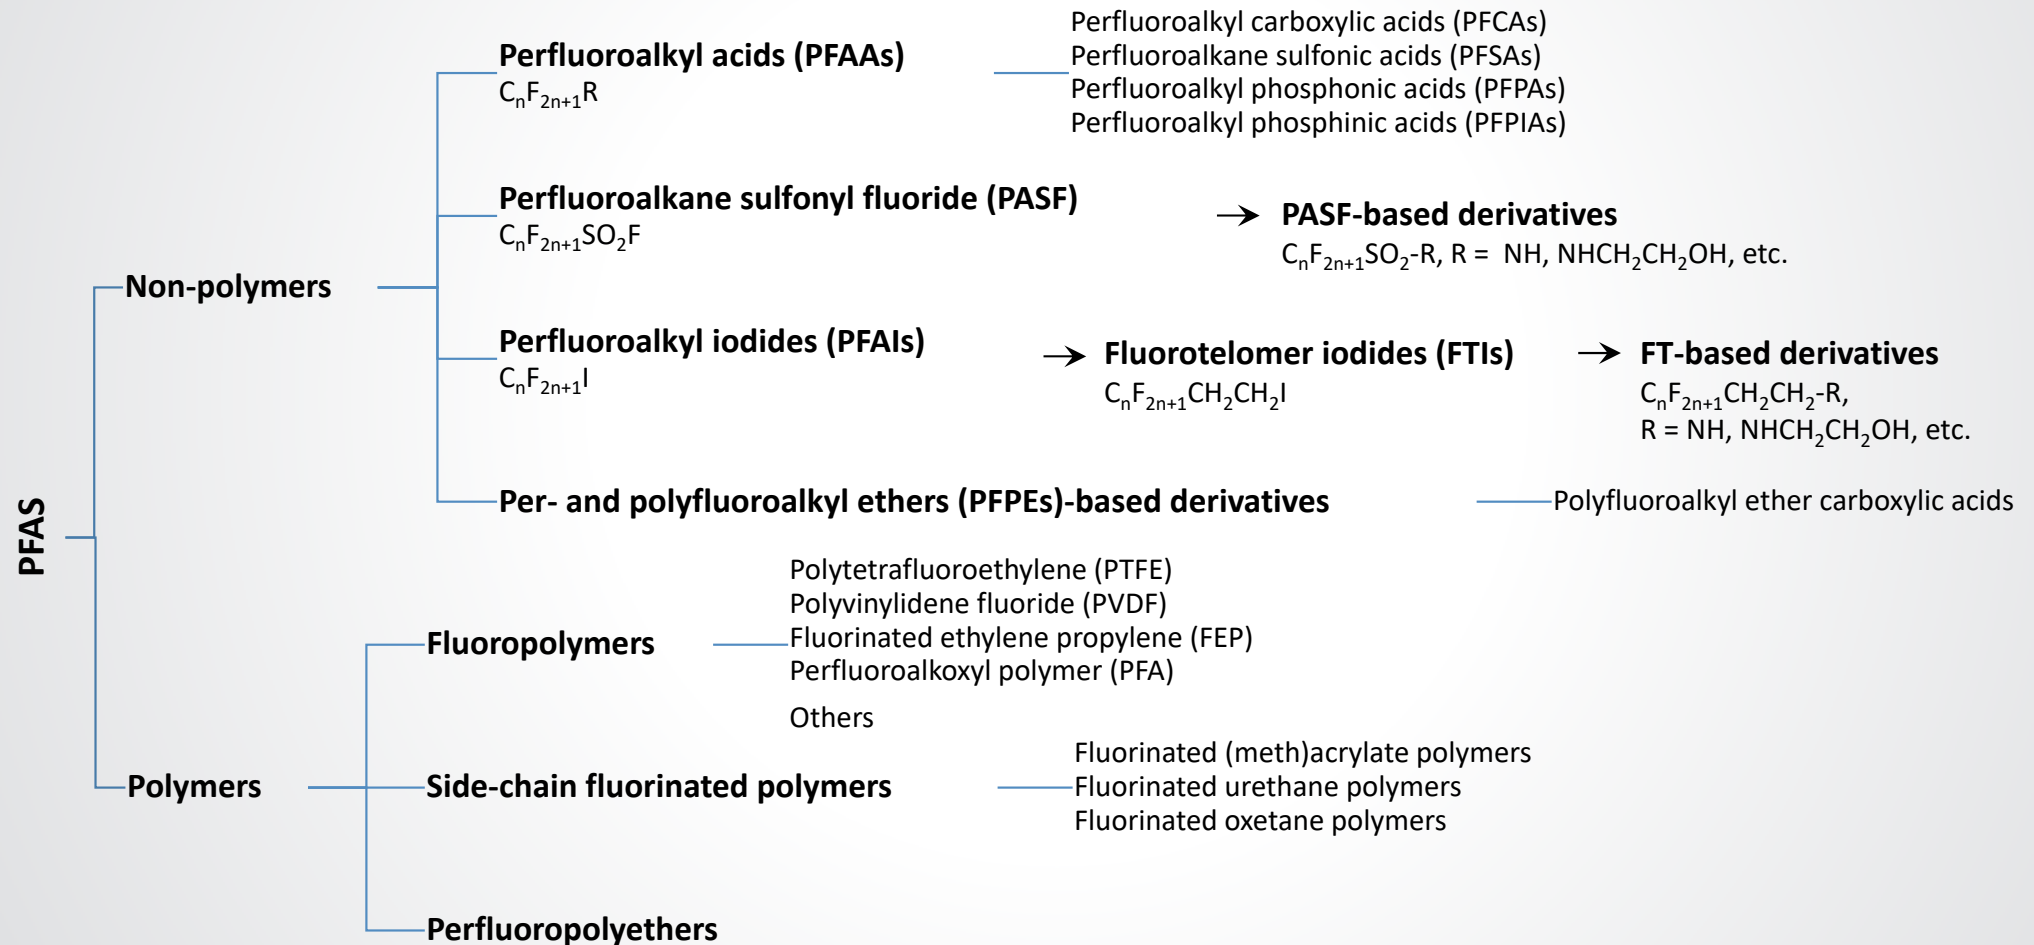 PFAS
Non-polymers
Perfluoroalkyl acids (PFAAs)
CₙF₂ₙ₊₁R
Perfluoroalkyl carboxylic acids (PFCAs)
Perfluoroalkane sulfonic acids (PFSAs)
Perfluoroalkyl phosphonic acids (PFPAs)
Perfluoroalkyl phosphinic acids (PFPIAs)
Perfluoroalkane sulfonyl fluoride (PASF)
CₙF₂ₙ₊₁SO₂F
→ PASF-based derivatives
CₙF₂ₙ₊₁SO₂-R, R = NH, NHCH₂CH₂OH, etc.
Perfluoroalkyl iodides (PFAIs)
CₙF₂ₙ₊₁I
→ Fluorotelomer iodides (FTIs)
CₙF₂ₙ₊₁CH₂CH₂I
→ FT-based derivatives
CₙF₂ₙ₊₁CH₂CH₂-R,
R = NH, NHCH₂CH₂OH, etc.
Per- and polyfluoroalkyl ethers (PFPEs)-based derivatives
Polyfluoroalkyl ether carboxylic acids
Polymers
Fluoropolymers
Polytetrafluoroethylene (PTFE)
Polyvinylidene fluoride (PVDF)
Fluorinated ethylene propylene (FEP)
Perfluoroalkoxyl polymer (PFA)
Others
Side-chain fluorinated polymers
Fluorinated (meth)acrylate polymers
Fluorinated urethane polymers
Fluorinated oxetane polymers
Perfluoropolyethers